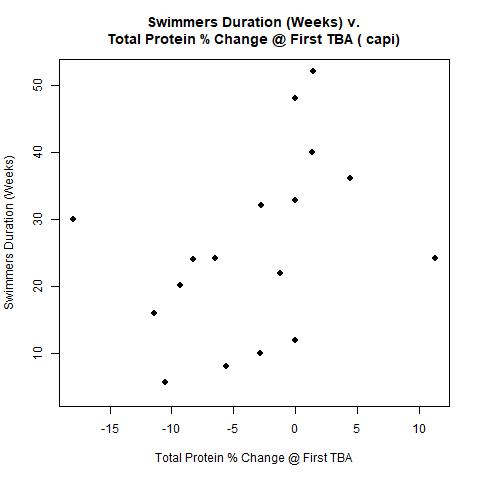 Swimmers Duration (Weeks) v.
Total Protein % Change @ First TBA ( capi)
Swimmers Duration (Weeks)
50
40
30
20
10
-15 -10 -5 0 5 10
Total Protein % Change @ First TBA